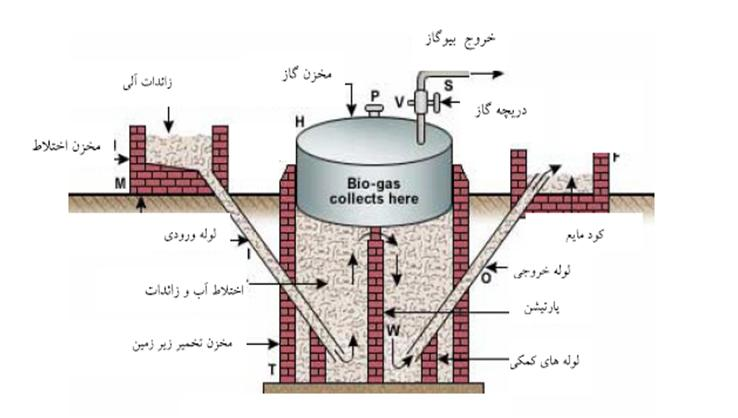 خروج بیوگاز
مخزن گاز
زائدات آلی
P
V
S
دریچه گاز
H
مخزن اختلاط
I
M
Bio-gas
collects here
کود مایع
لوله ورودی
I
لوله خروجی
O
اختلاط آب و زائدات
پارتیشن
W
مخزن تخمیر زیر زمین
لوله های کمکی
T